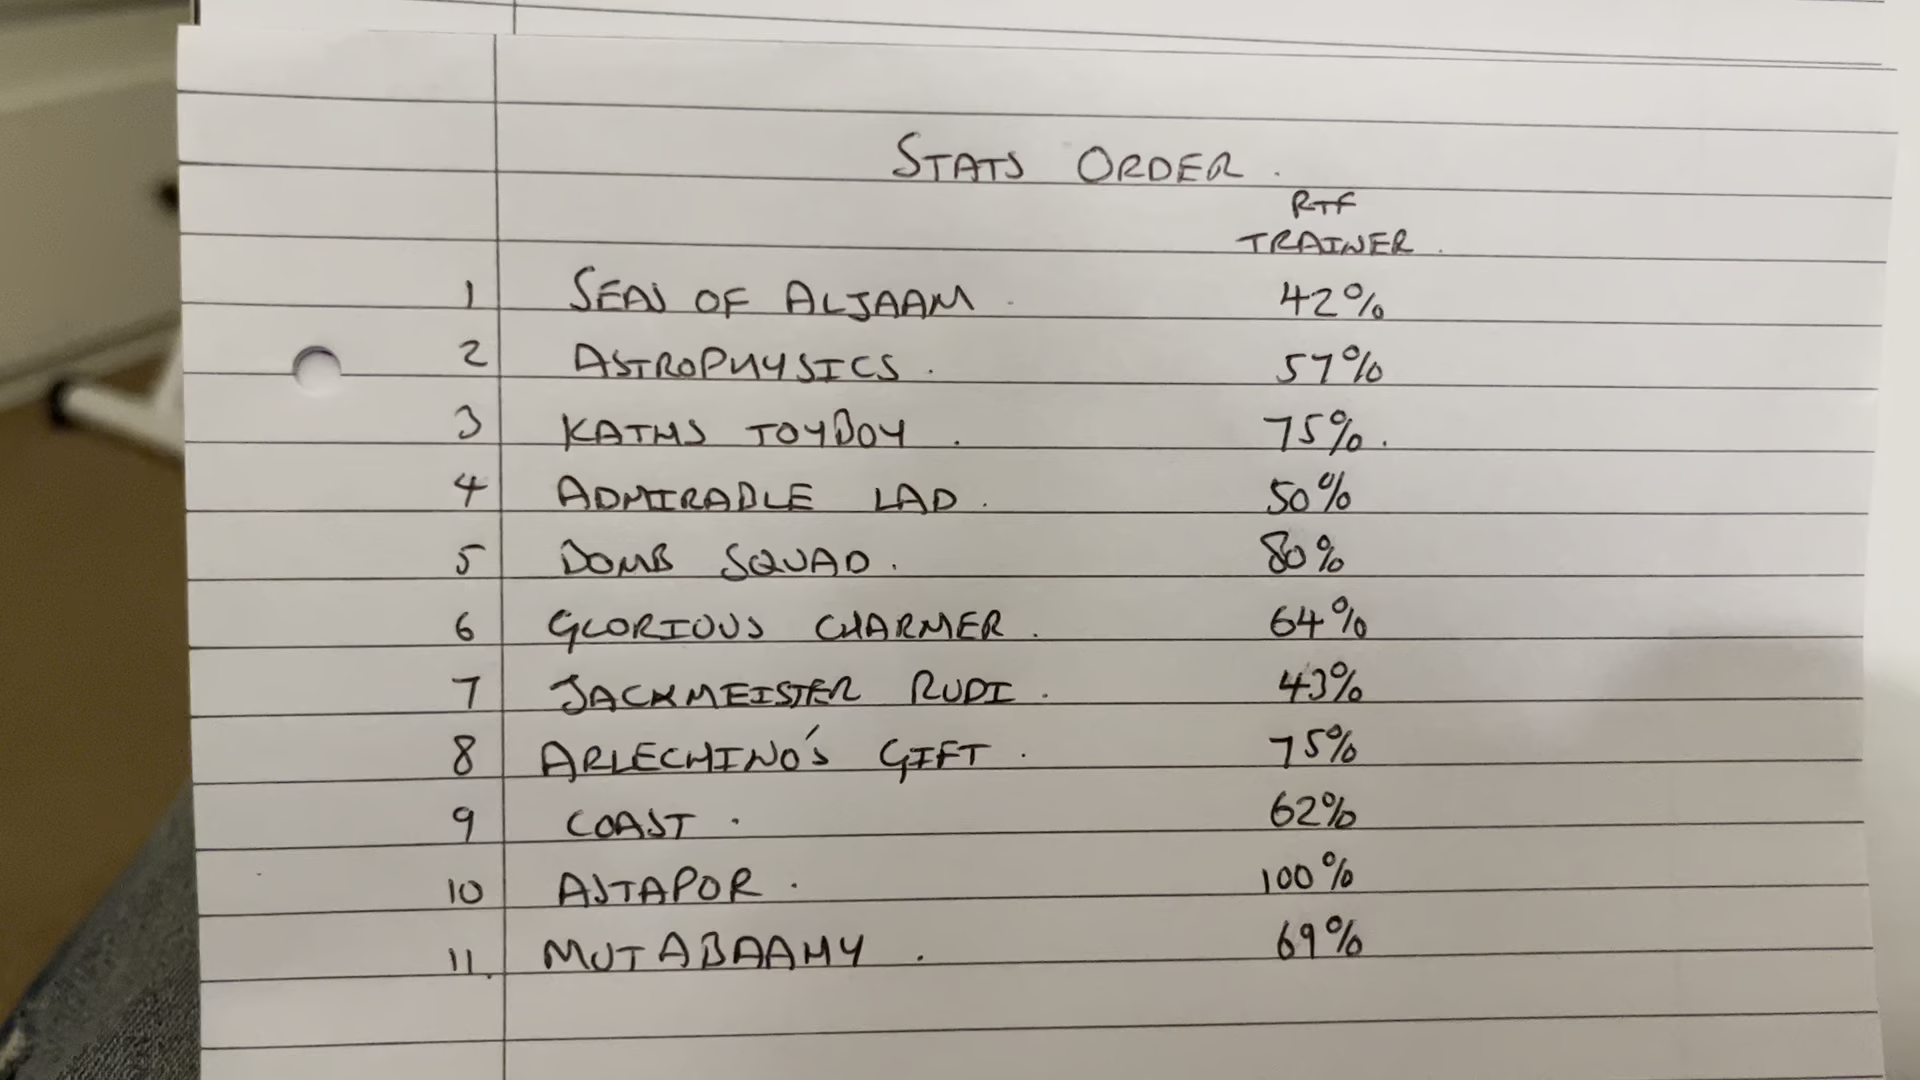 STATS ORDER.
RTF
TRAINER.
1 SEAS OF ALJAAM. 42%
2 ASTROPHYSICS. 57%
3 KATHS TOYBOY. 75%.
4 ADMIRABLE LAD. 50%
5 BOMB SQUAD. 80%
6 GLORIOUS CHARMER. 64%
7 JACKMEISTER RUDI. 43%
8 ARLECHINO'S GIFT. 75%
9 COAST. 62%
10 ASTAPOR. 100%
11. MUTABAAHY. 69%